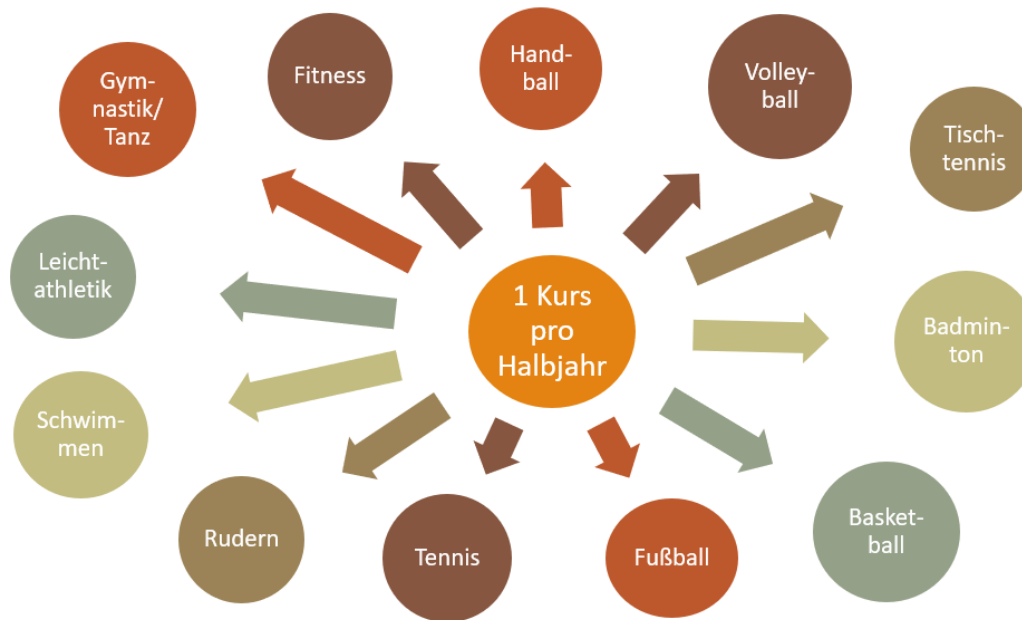 Gym-
nastik/
Tanz
Fitness
Hand-
ball
Volley-
ball
Tisch-
tennis
Leicht-
athletik
1 Kurs
pro
Halbjahr
Badmin-
ton
Schwim-
men
Rudern
Tennis
Fußball
Basket-
ball